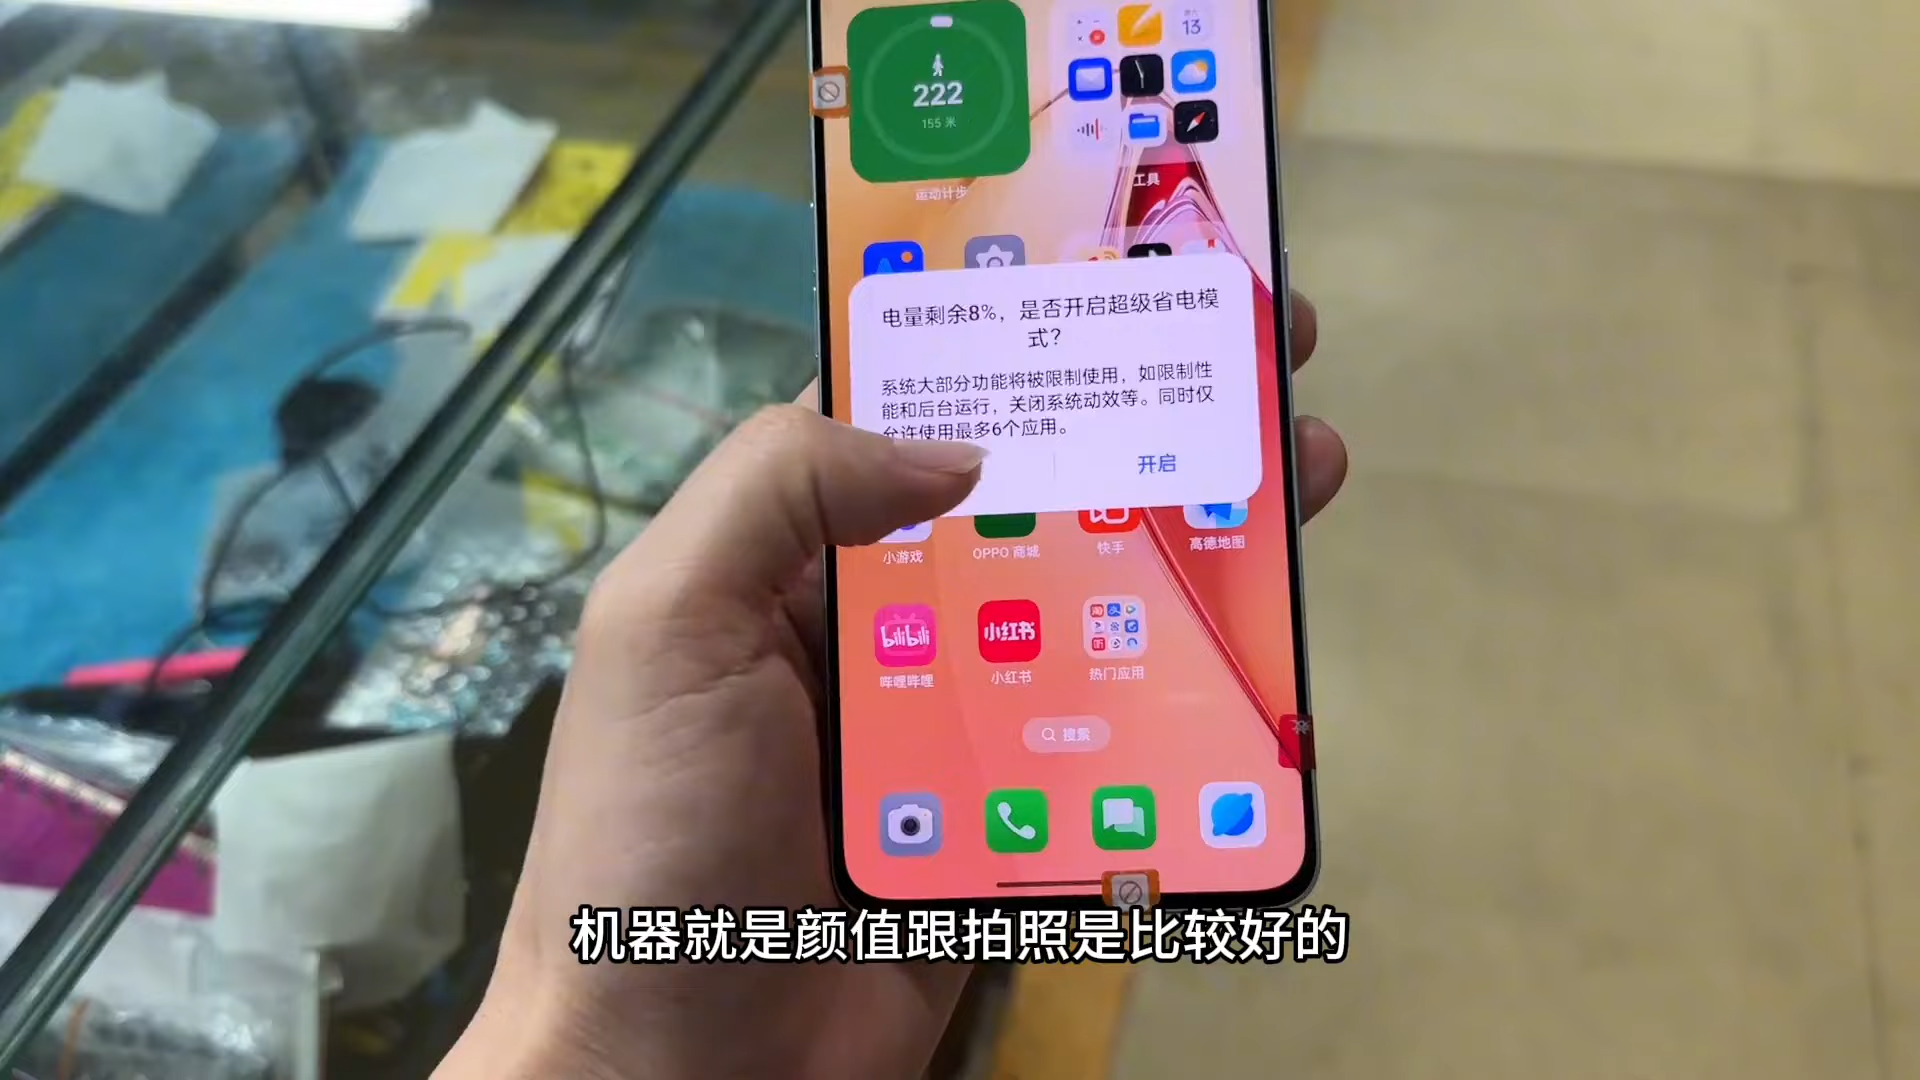 13
222
155 米
运动计步
工具
电量剩余8%，是否开启超级省电模
式？
系统大部分功能将被限制使用，如限制性
能和后台运行，关闭系统动效等。同时仅
允许使用最多6个应用。
开启
小游戏
OPPO 商城
快手
高德地图
bilibili
小红书
哔哩哔哩
小红书
热门应用
搜索
机器就是颜值跟拍照是比较好的